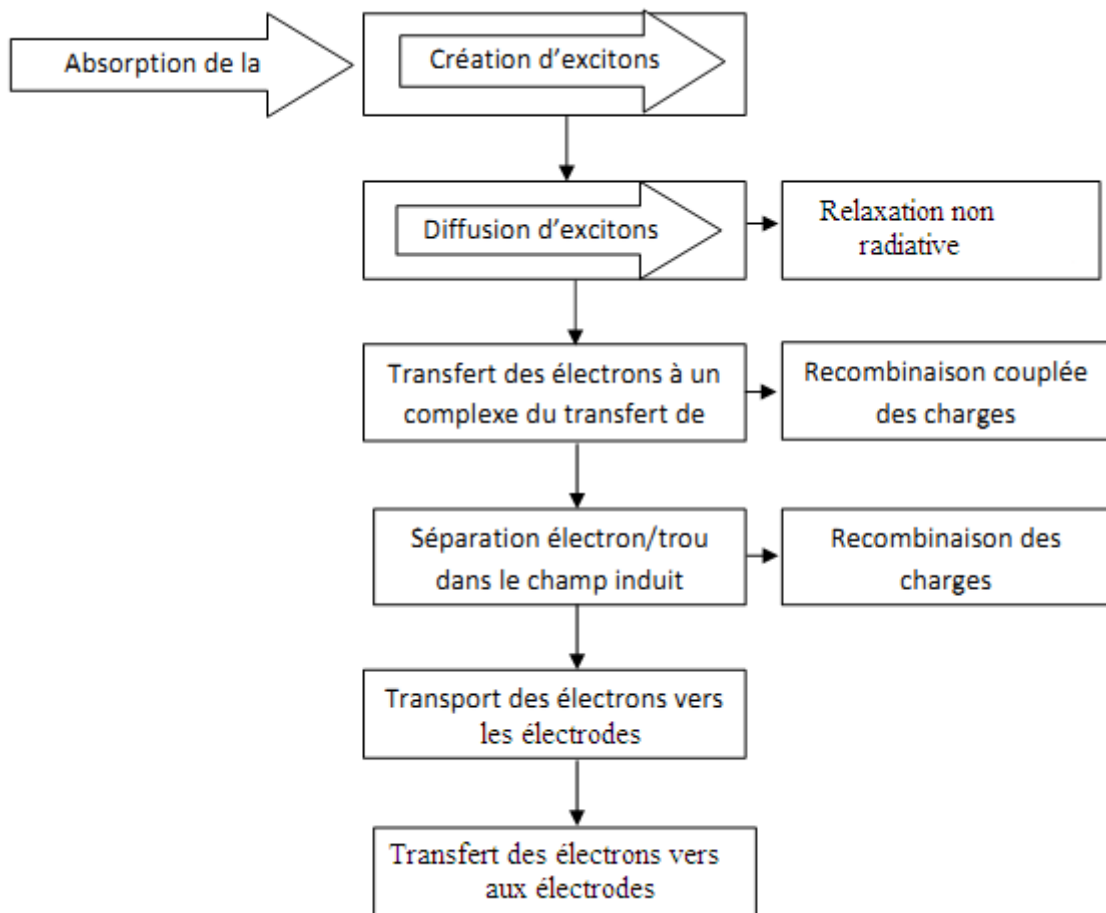 Absorption de la
Création d'excitons
Diffusion d'excitons
Relaxation non
radiative
Transfert des électrons à un
complexe du transfert de
Recombinaison couplée
des charges
Séparation électron/trou
dans le champ induit
Recombinaison des
charges
Transport des électrons vers
les électrodes
Transfert des électrons vers
aux électrodes